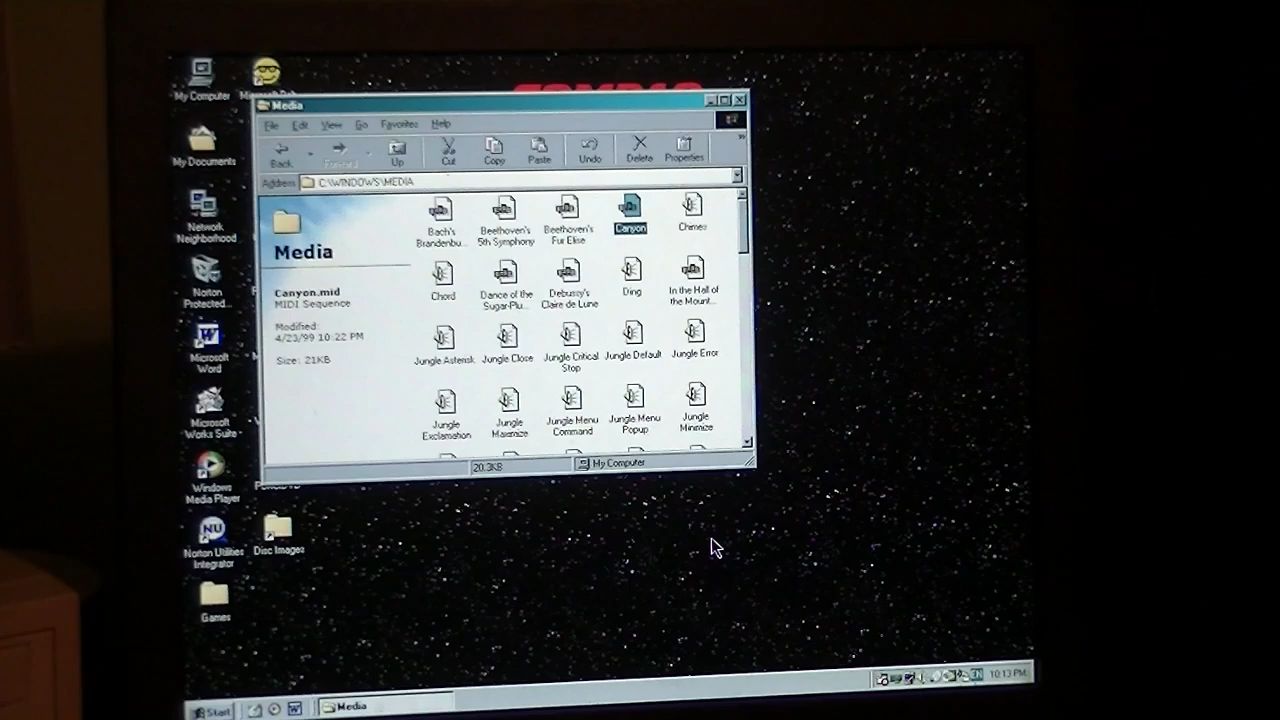 My Computer
My Documents
Network
Neighborhood
Norton
Protected...
Microsoft
Word
Microsoft
Works Suite
Windows
Media Player
Norton Utilities
Integrator
Disc Images
Games
COMPAQ
Media
File Edit View Go Favorites Help
Back Forward Up Cut Copy Paste Undo Delete Properties
Address C:\WINDOWS\MEDIA
Media
Canyon.mid
MIDI Sequence
Modified:
4/23/99 10:22 PM
Size: 21KB
Bach's
Brandenbu...
Beethoven's
5th Symphony
Beethoven's
Fur Elise
Canyon
Chimes
Chord
Dance of the
Sugar-Plu...
Debussy's
Claire de Lune
Ding
In the Hall of
the Mount...
Jungle Asterisk
Jungle Close
Jungle Critical
Stop
Jungle Default
Jungle Error
Jungle
Exclamation
Jungle
Maximize
Jungle Menu
Command
Jungle Menu
Popup
Jungle
Minimize
20.3KB
My Computer
Start
Media
10:13 PM